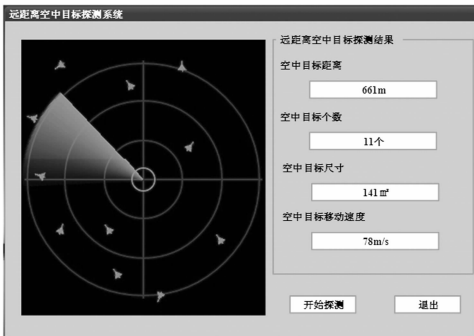 远距离空中目标探测系统
远距离空中目标探测结果
空中目标距离
661m
空中目标个数
11个
空中目标尺寸
141㎡
空中目标移动速度
78m/s
开始探测
退出